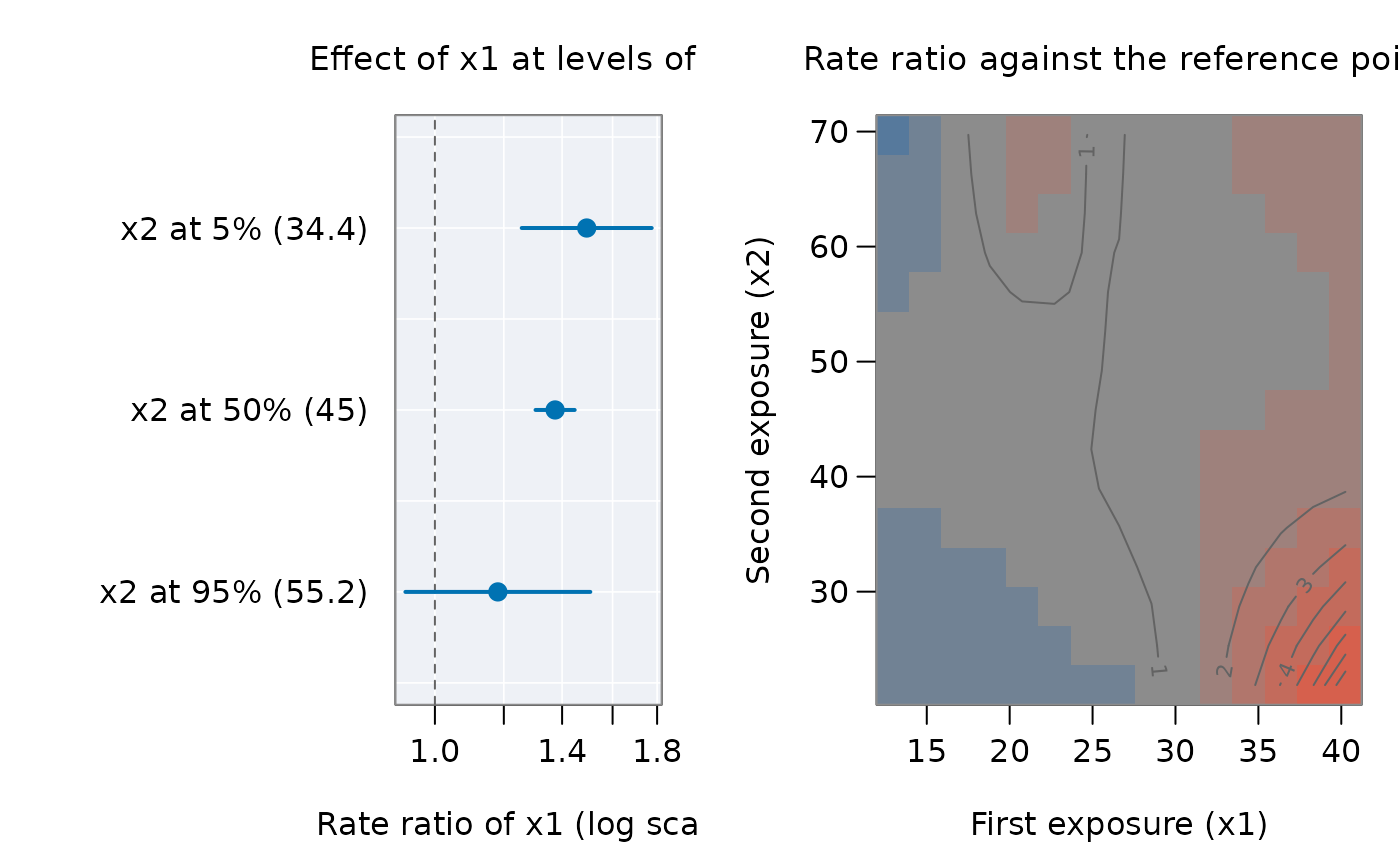 Effect of x1 at levels of
x2 at 5% (34.4)
x2 at 50% (45)
x2 at 95% (55.2)
1.0 1.4 1.8
Rate ratio of x1 (log sca
Rate ratio against the reference poi
Second exposure (x2)
70
60
50
40
30
1
1
2
3
4
15 20 25 30 35 40
First exposure (x1)